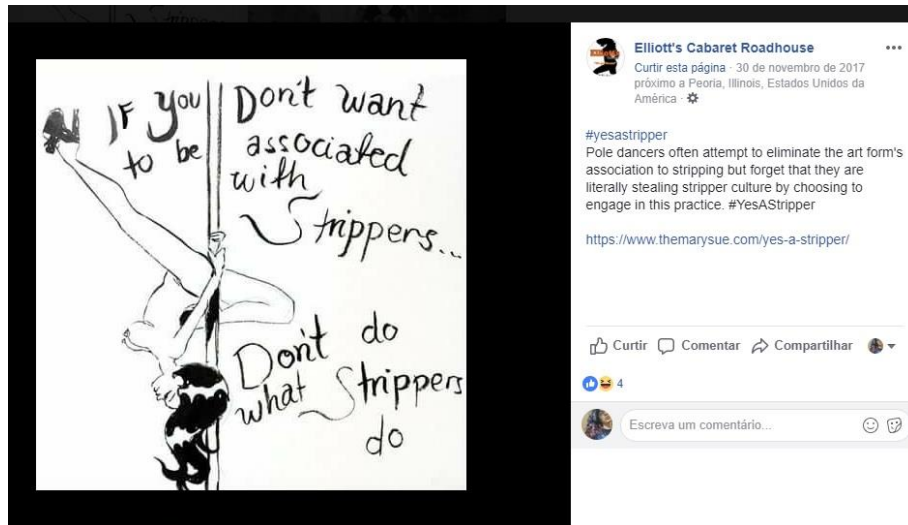 IF You Don't want
to be associated
with
Strippers...
Don't do
what Strippers
do
Elliott's Cabaret Roadhouse
Curtir esta página · 30 de novembro de 2017
próximo a Peoria, Illinois, Estados Unidos da
América ·
#yesastripper
Pole dancers often attempt to eliminate the art form's
association to stripping but forget that they are
literally stealing stripper culture by choosing to
engage in this practice. #YesAStripper
https://www.themarysue.com/yes-a-stripper/
Curtir Comentar Compartilhar
4
Escreva um comentário...